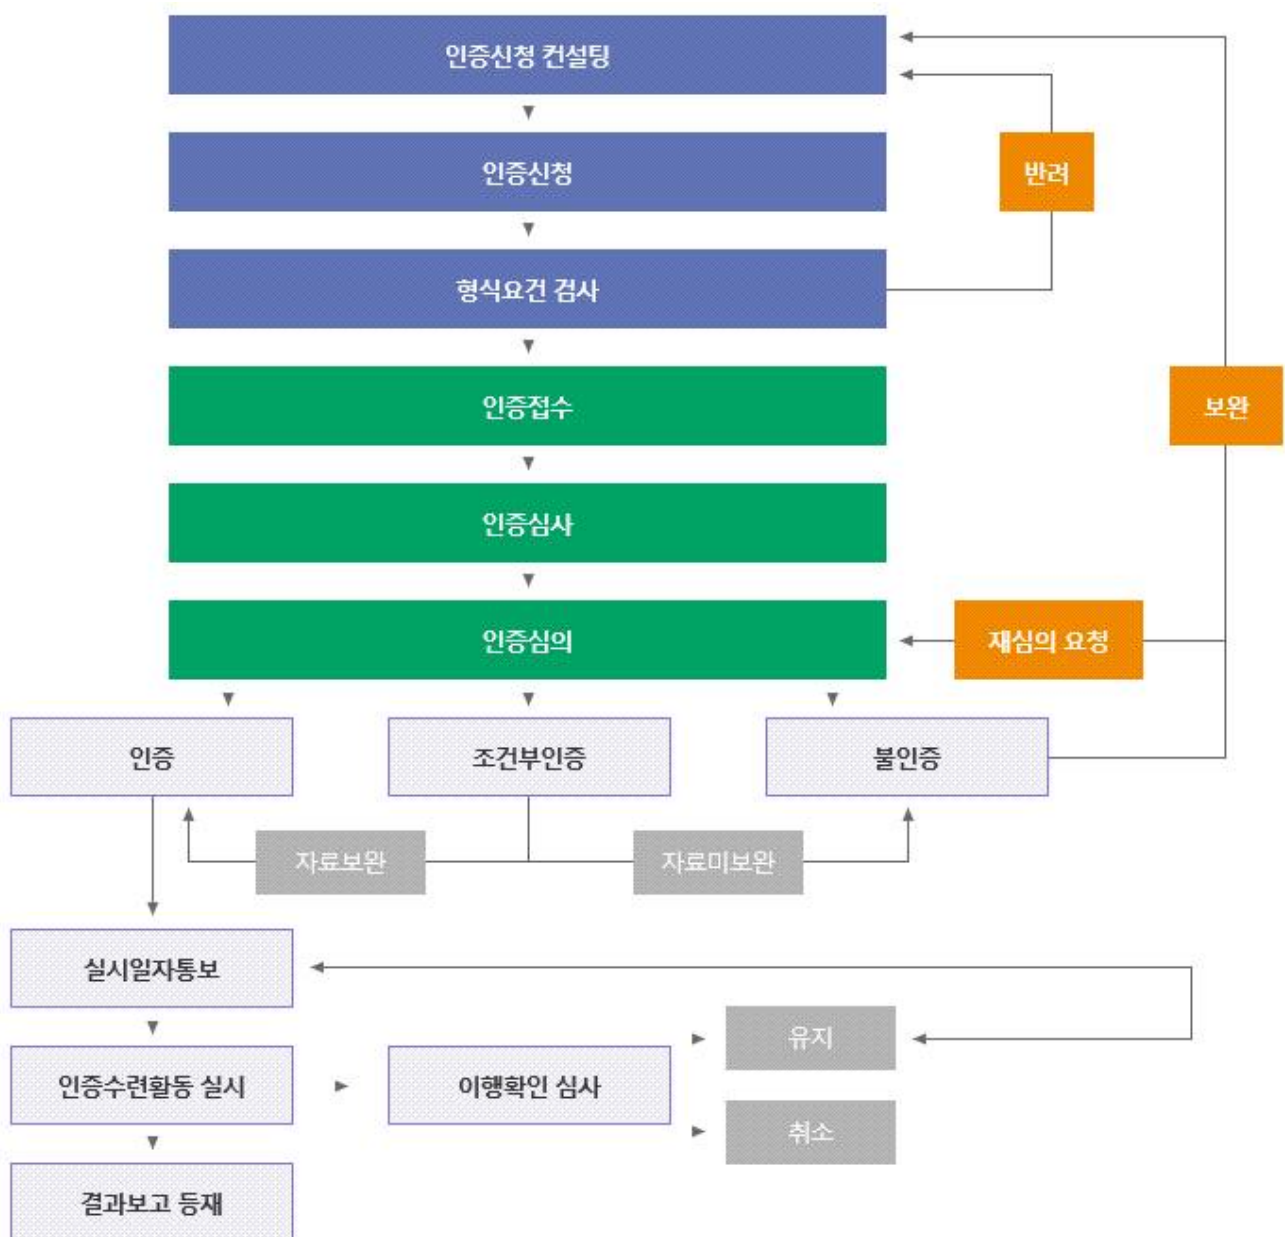 인증신청 컨설팅
인증신청
반려
형식요건 검사
인증접수
보완
인증심사
인증심의
재심의 요청
인증
조건부인증
불인증
자료보완
자료미보완
실시일자통보
유지
인증수련활동 실시
이행확인 심사
취소
결과보고 등재